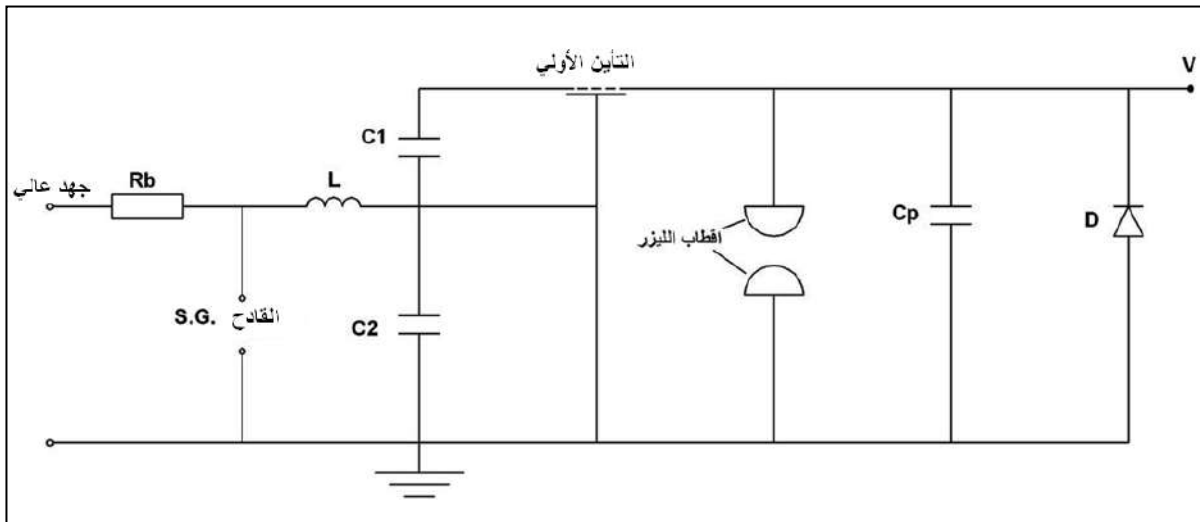 التأين الأولي
V
C1
جهد عالي
Rb
L
Cp
D
اقطاب الليزر
S.G. القادح
C2